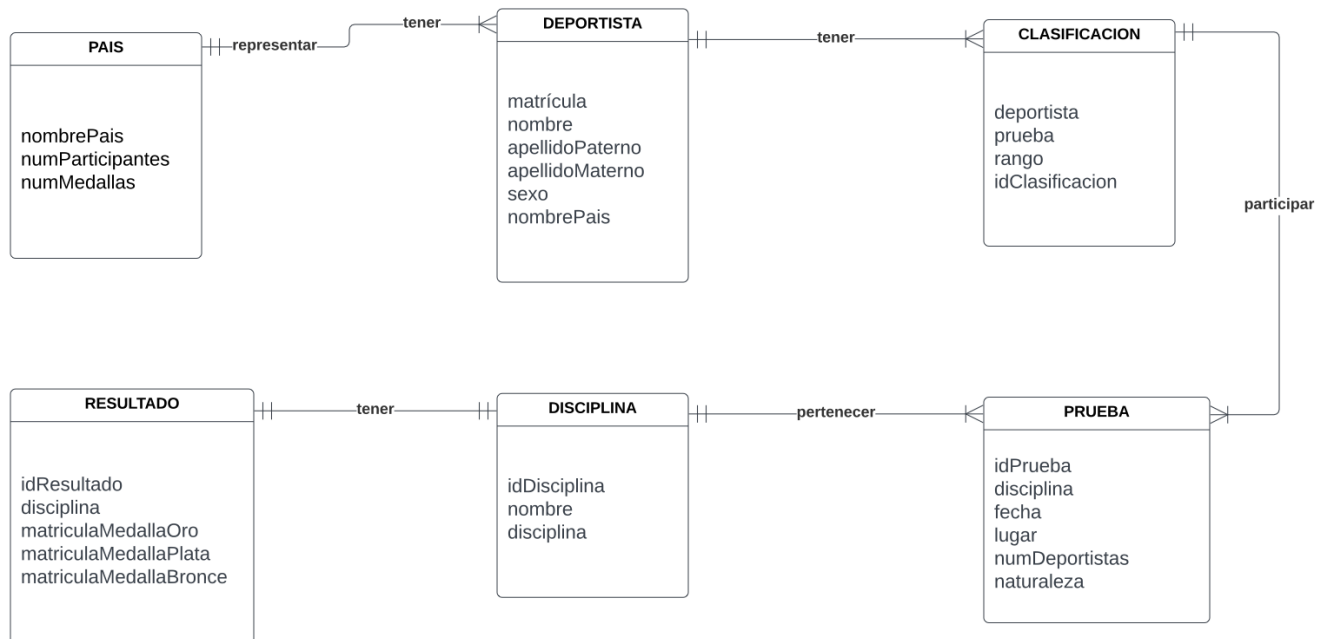 PAIS
nombrePais
numParticipantes
numMedallas
representar
tener
DEPORTISTA
matrícula
nombre
apellidoPaterno
apellidoMaterno
sexo
nombrePais
tener
CLASIFICACION
deportista
prueba
rango
idClasificacion
participar
RESULTADO
idResultado
disciplina
matriculaMedallaOro
matriculaMedallaPlata
matriculaMedallaBronce
tener
DISCIPLINA
idDisciplina
nombre
disciplina
pertenecer
PRUEBA
idPrueba
disciplina
fecha
lugar
numDeportistas
naturaleza